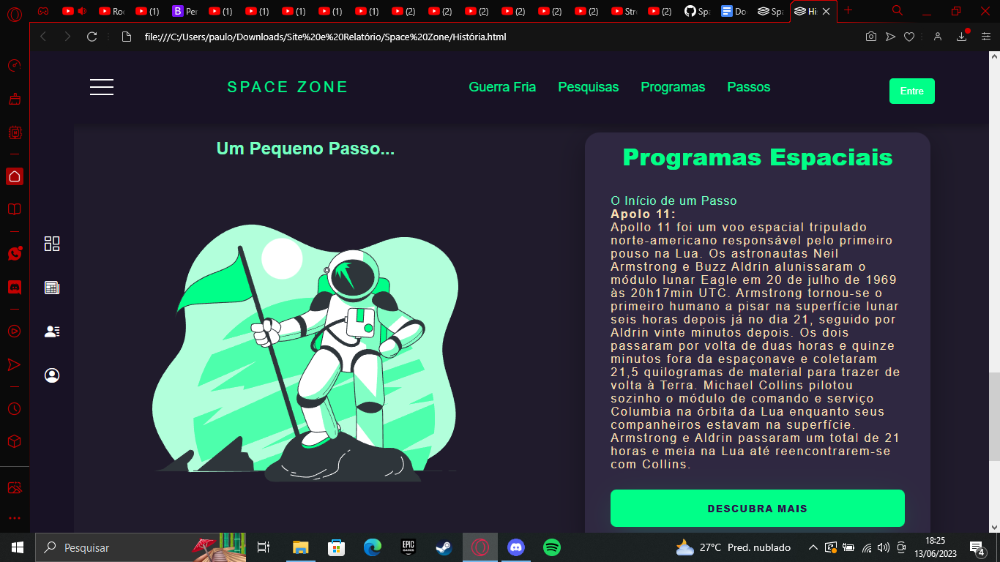 Roc
(1)
Per
(1)
(1)
(1)
(1)
(1)
(2)
(2)
(2)
(2)
(2)
(2)
Stre
(2)
Spa
Do
Spa
His
file:///C:/Users/paulo/Downloads/Site%20e%20Relatório/Space%20Zone/História.html
SPACE ZONE
Guerra Fria
Pesquisas
Programas
Passos
Entre
Um Pequeno Passo...
Programas Espaciais
O Início de um Passo
Apolo 11:
Apollo 11 foi um voo espacial tripulado
norte-americano responsável pelo primeiro
pouso na Lua. Os astronautas Neil
Armstrong e Buzz Aldrin alunissaram o
módulo lunar Eagle em 20 de julho de 1969
às 20h17min UTC. Armstrong tornou-se o
primeiro humano a pisar na superfície lunar
seis horas depois já no dia 21, seguido por
Aldrin vinte minutos depois. Os dois
passaram por volta de duas horas e quinze
minutos fora da espaçonave e coletaram
21,5 quilogramas de material para trazer de
volta à Terra. Michael Collins pilotou
sozinho o módulo de comando e serviço
Columbia na órbita da Lua enquanto seus
companheiros estavam na superfície.
Armstrong e Aldrin passaram um total de 21
horas e meia na Lua até reencontrarem-se
com Collins.
DESCUBRA MAIS
Pesquisar
EPIC
GAMES
27°C Pred. nublado
18:25
13/06/2023
4